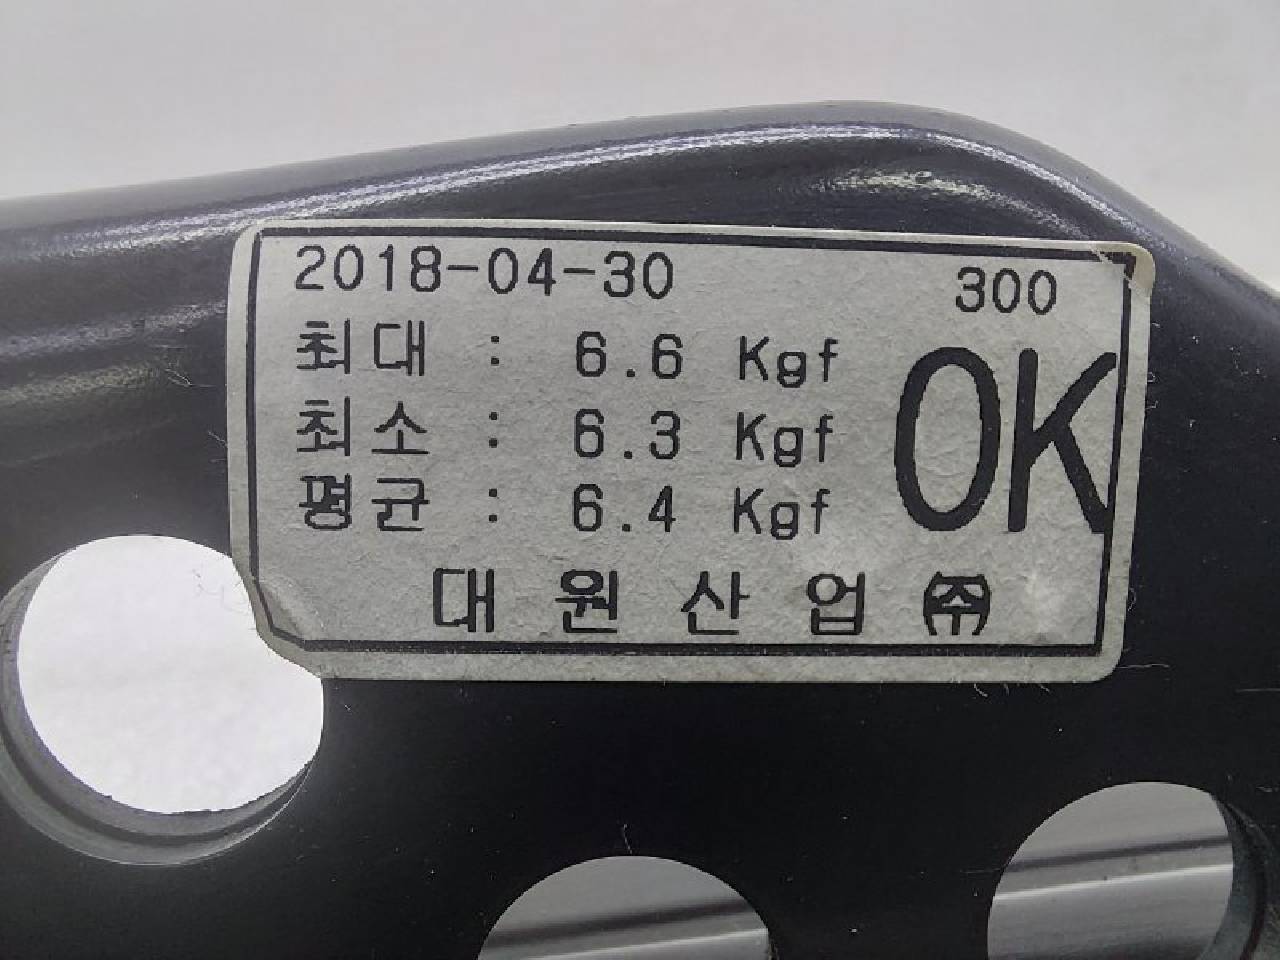 2018-04-30 300
최대 : 6.6 Kgf
최소 : 6.3 Kgf
평균 : 6.4 Kgf
OK
대원산업㈜